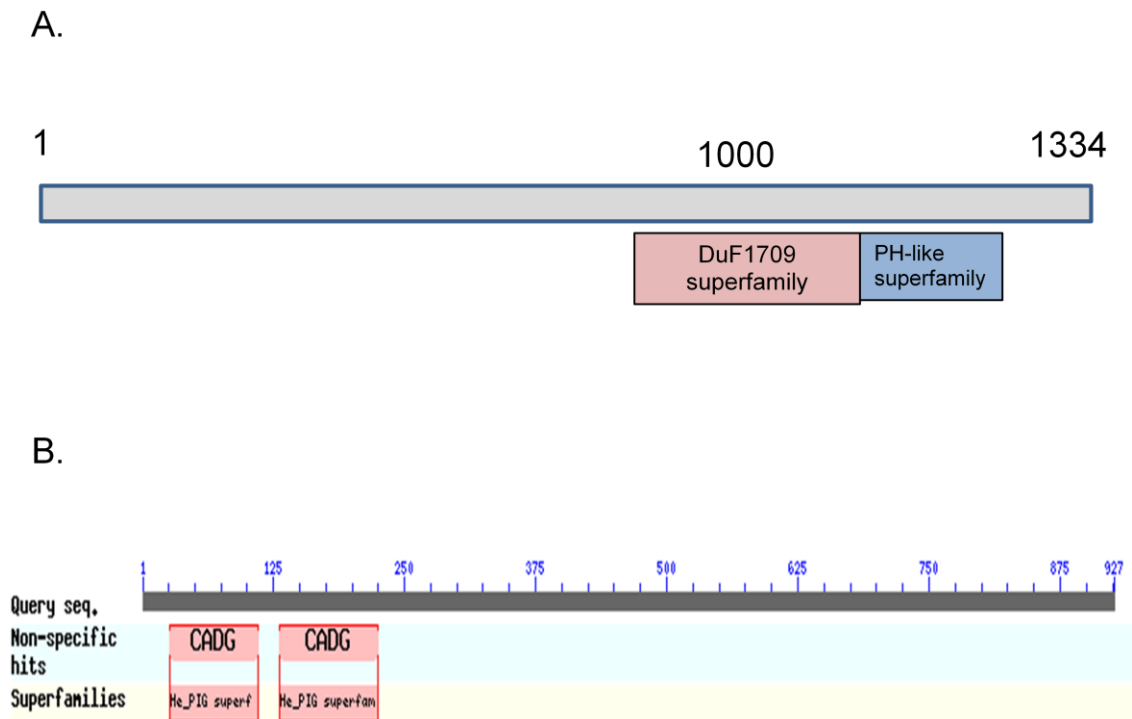 A.
1 1000 1334
DuF1709 PH-like
superfamily superfamily
B.
1 125 250 375 500 625 750 875 927
Query seq.
Non-specific CADG CADG
hits
Superfamilies He_PIG superf He_PIG superfam